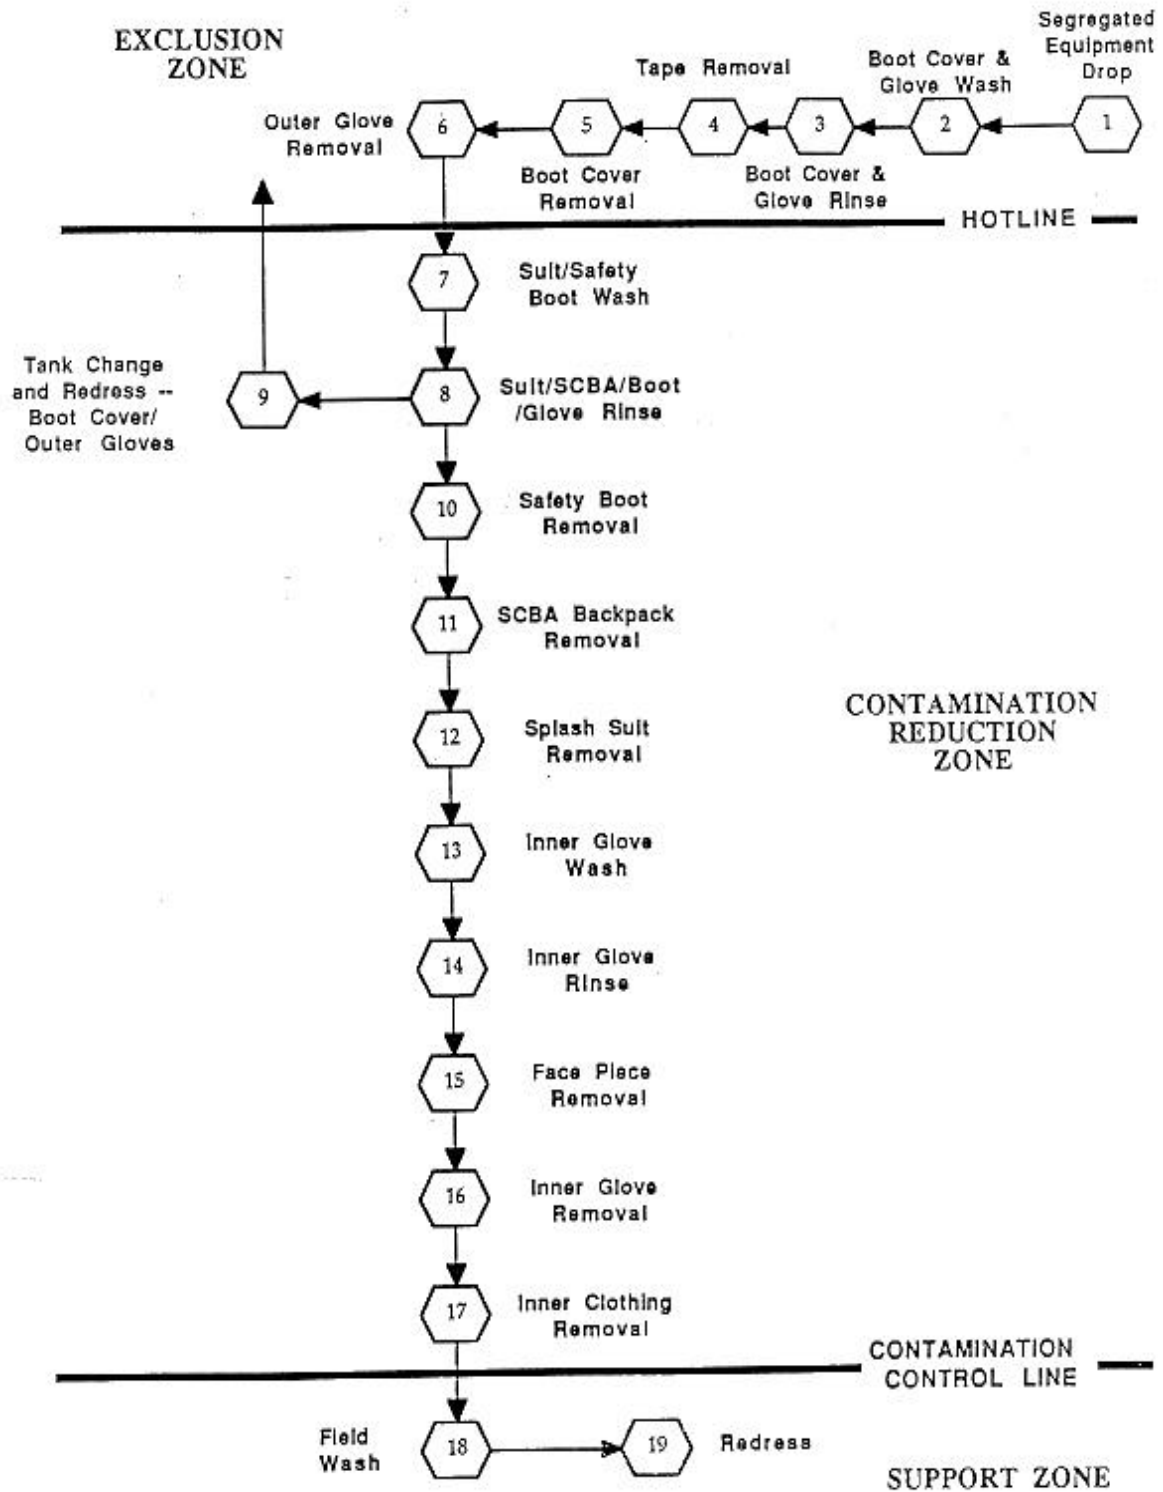 EXCLUSION
ZONE
Segregated
Equipment
Drop
Boot Cover &
Glove Wash
Tape Removal
Outer Glove
Removal
6
5
4
3
2
1
Boot Cover
Removal
Boot Cover &
Glove Rinse
HOTLINE
7
Suit/Safety
Boot Wash
Tank Change
and Redress --
Boot Cover/
Outer Gloves
9
8
Suit/SCBA/Boot
/Glove Rinse
10
Safety Boot
Removal
11
SCBA Backpack
Removal
CONTAMINATION
REDUCTION
ZONE
12
Splash Suit
Removal
13
Inner Glove
Wash
14
Inner Glove
Rinse
15
Face Piece
Removal
16
Inner Glove
Removal
17
Inner Clothing
Removal
CONTAMINATION
CONTROL LINE
Field
Wash
18
19
Redress
SUPPORT ZONE